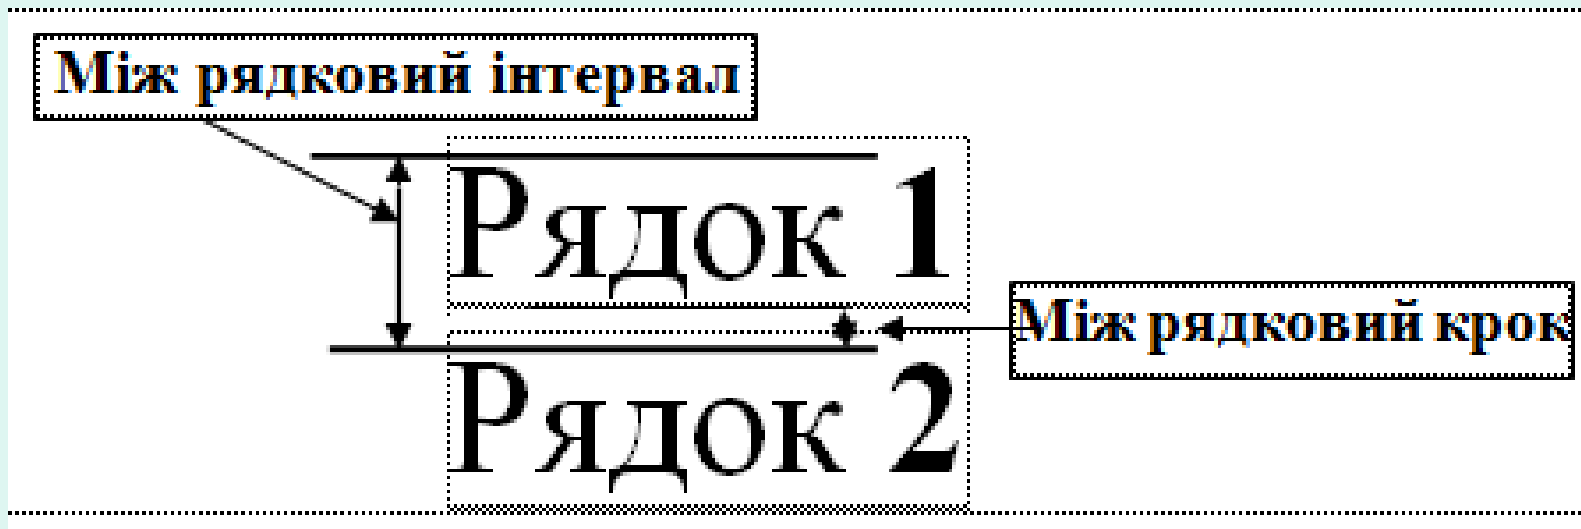 Між рядковий інтервал
Рядок 1
Між рядковий крок
Рядок 2